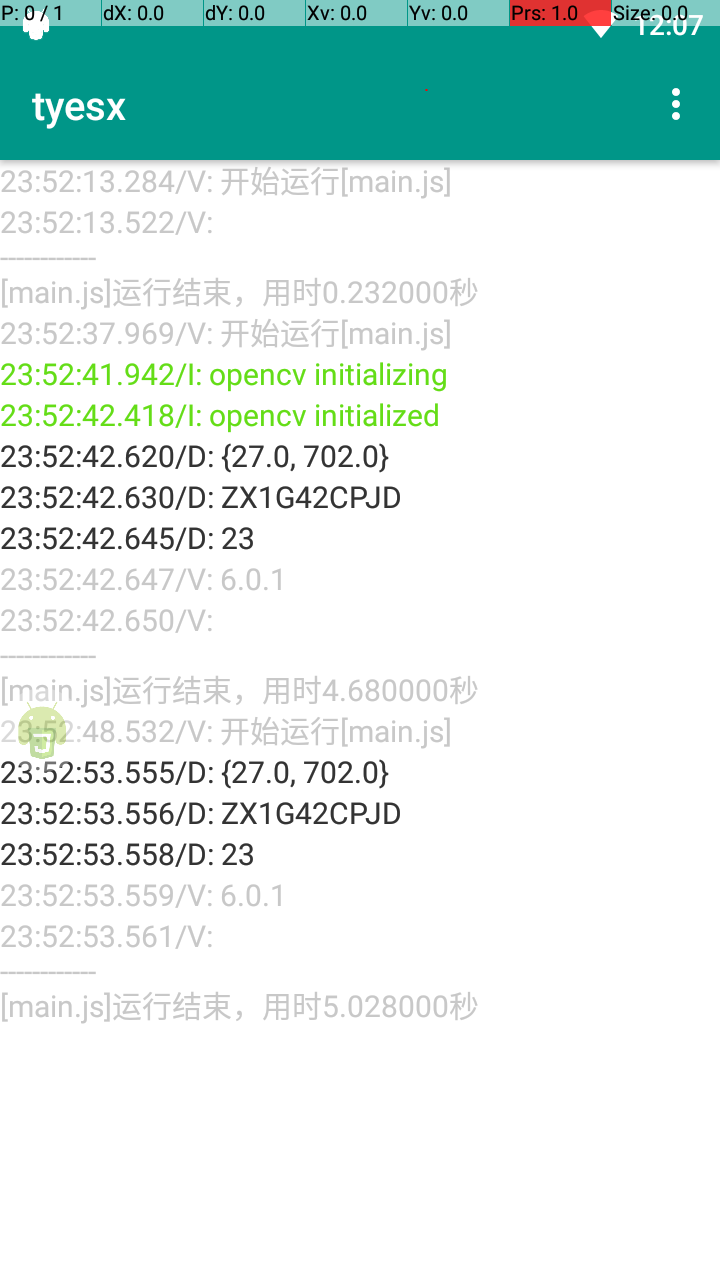 P: 0 / 1 dX: 0.0 dY: 0.0 Xv: 0.0 Yv: 0.0 Prs: 1.0 Size: 0.0
12:07
tyesx
23:52:13.284/V: 开始运行[main.js]
23:52:13.522/V:
------------
[main.js]运行结束，用时0.232000秒
23:52:37.969/V: 开始运行[main.js]
23:52:41.942/I: opencv initializing
23:52:42.418/I: opencv initialized
23:52:42.620/D: {27.0, 702.0}
23:52:42.630/D: ZX1G42CPJD
23:52:42.645/D: 23
23:52:42.647/V: 6.0.1
23:52:42.650/V:
------------
[main.js]运行结束，用时4.680000秒
23:52:48.532/V: 开始运行[main.js]
23:52:53.555/D: {27.0, 702.0}
23:52:53.556/D: ZX1G42CPJD
23:52:53.558/D: 23
23:52:53.559/V: 6.0.1
23:52:53.561/V:
------------
[main.js]运行结束，用时5.028000秒